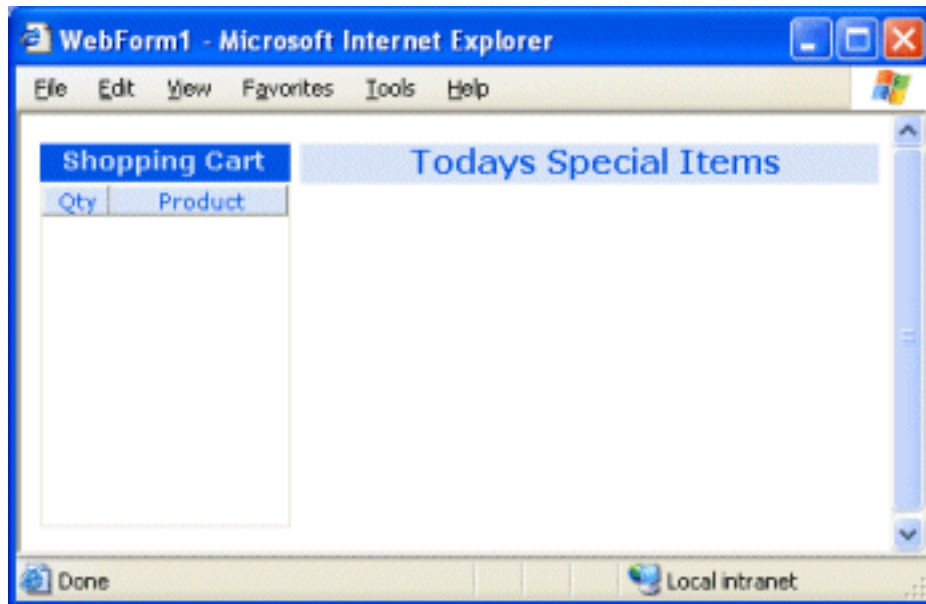 WebForm1 - Microsoft Internet Explorer
File Edit View Favorites Tools Help
Shopping Cart
Todays Special Items
Qty Product
Done
Local intranet